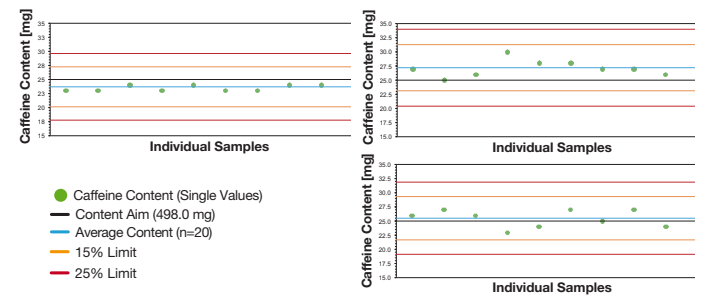 Caffeine Content [mg]
35
33
30
28
25
23
20
18
15
Individual Samples
Caffeine Content [mg]
35.0
32.5
30.0
27.5
25.0
22.5
20.0
17.5
15.0
Individual Samples
Caffeine Content [mg]
35.0
32.5
30.0
27.5
25.0
22.5
20.0
17.5
15.0
Individual Samples
Caffeine Content (Single Values)
Content Aim (498.0 mg)
Average Content (n=20)
15% Limit
25% Limit